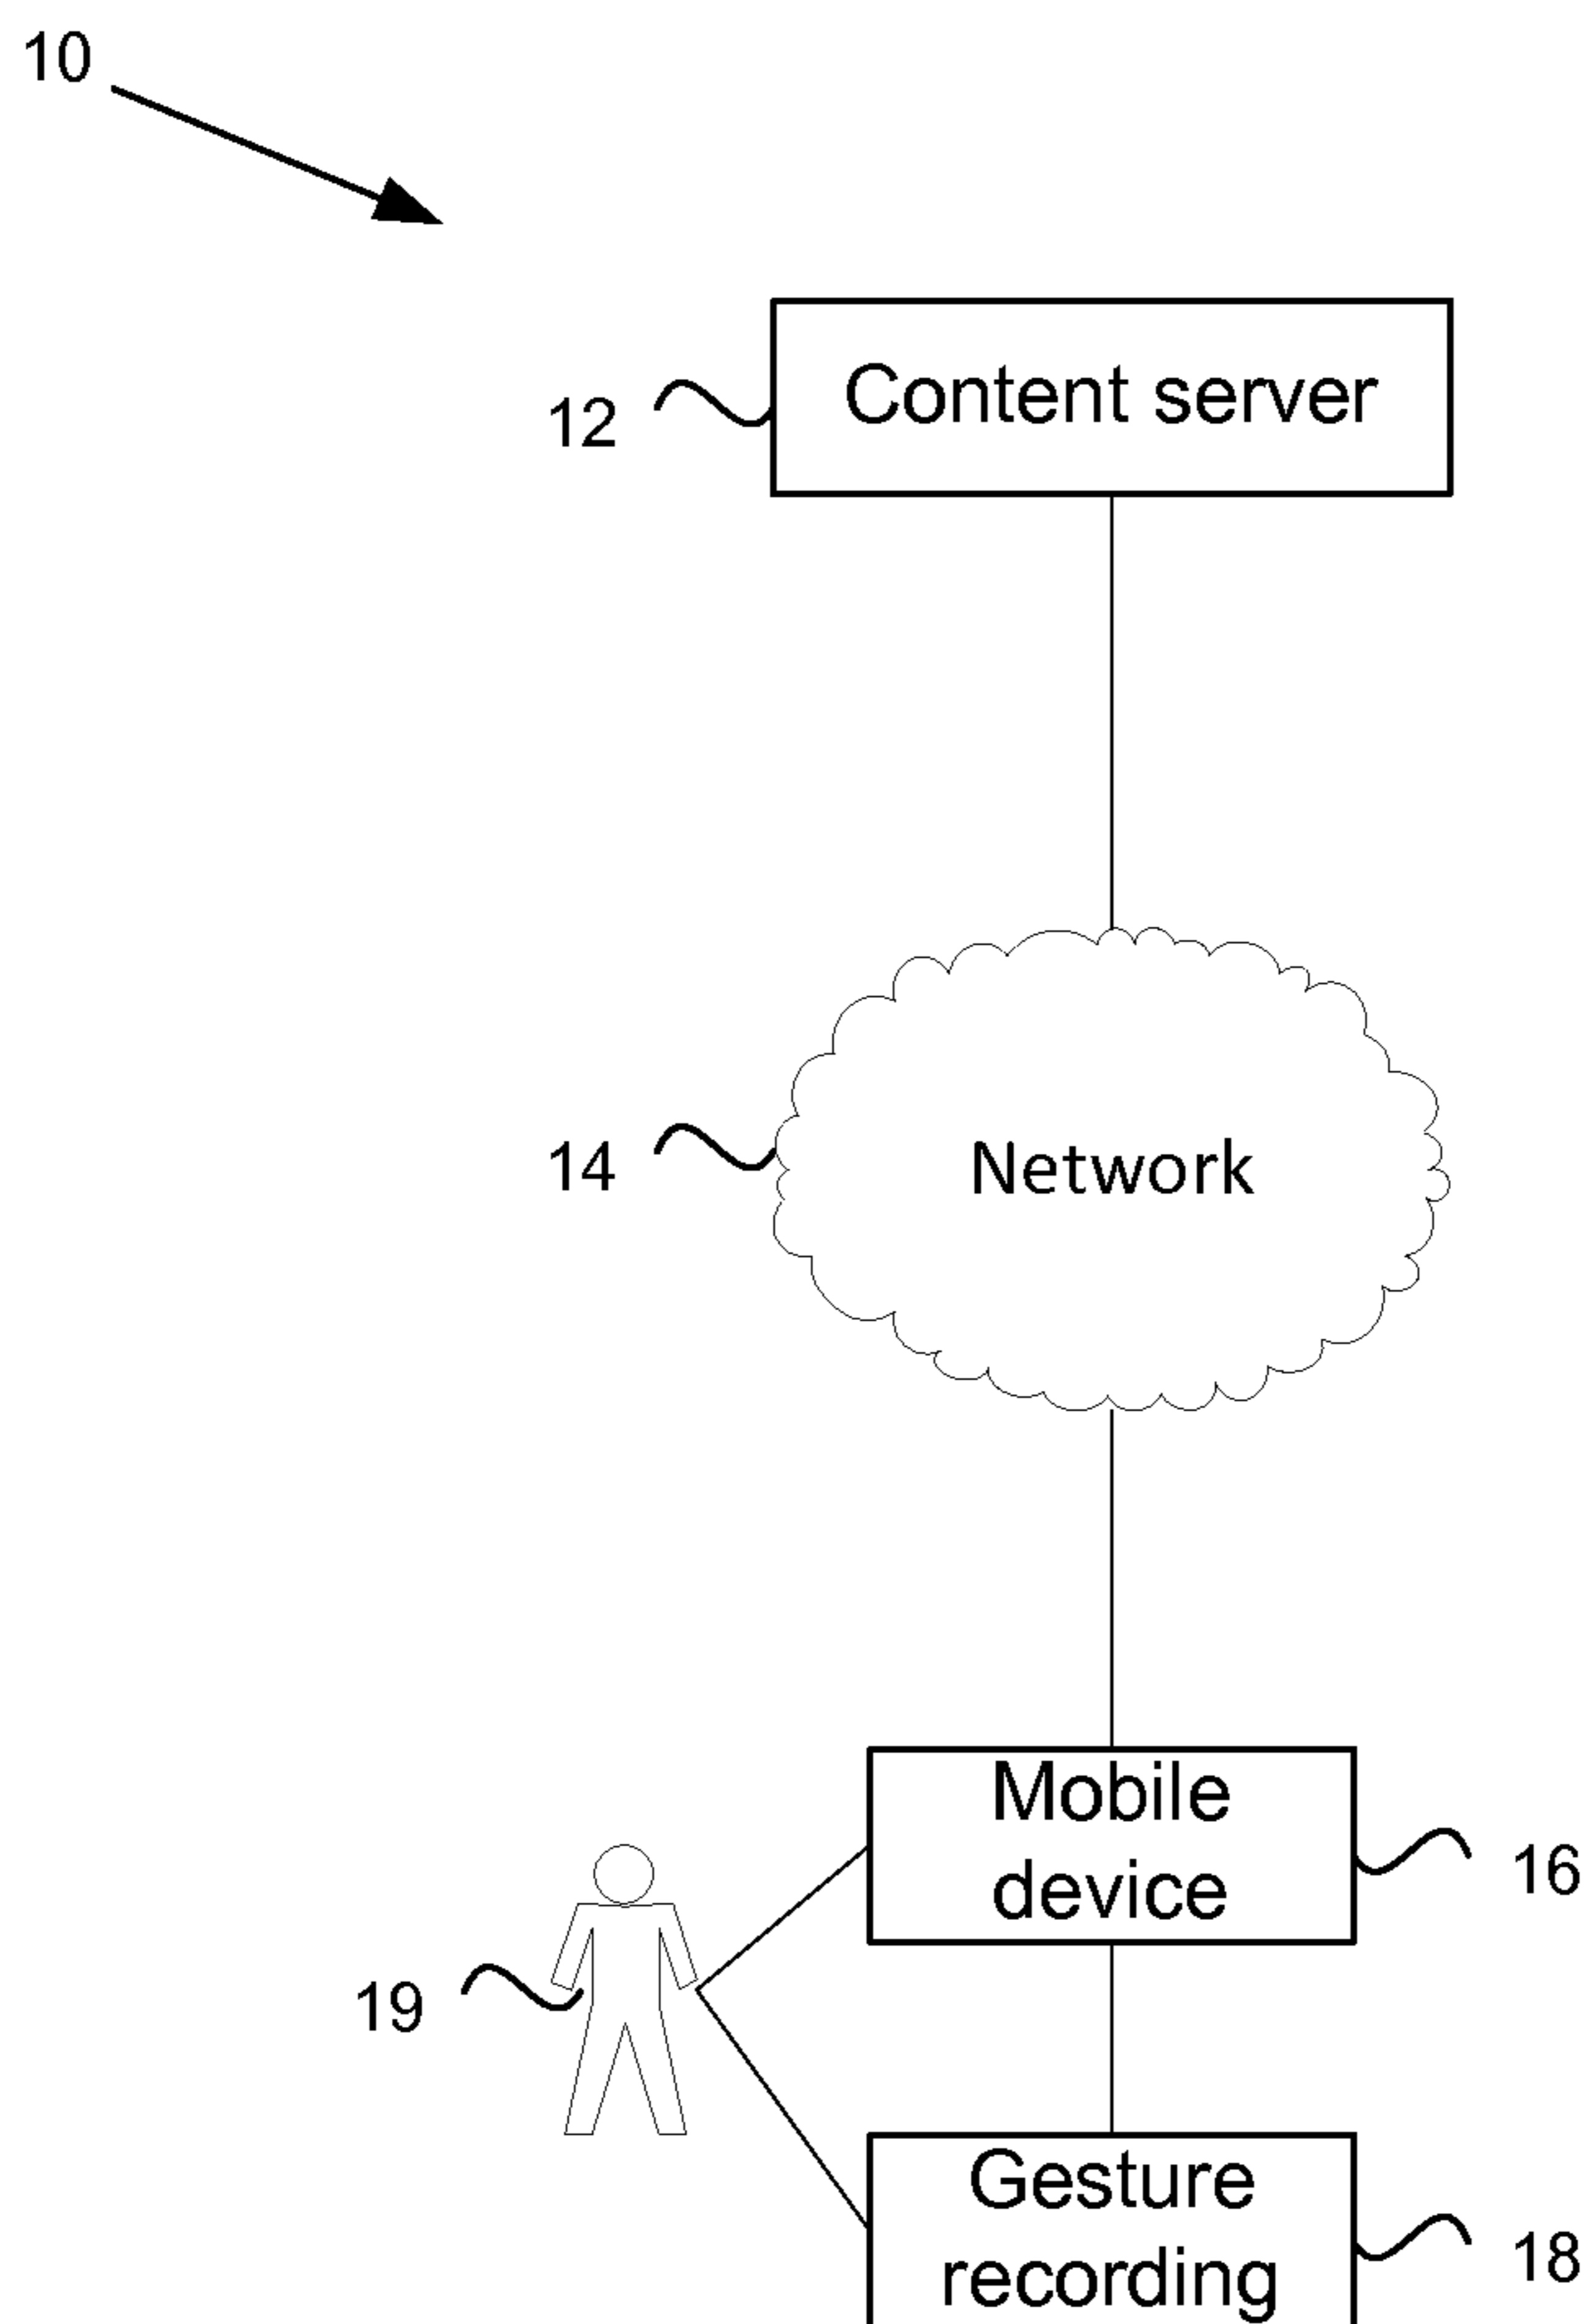 10
Content server
12
Network
14
Mobile
device
16
19
Gesture
recording
18